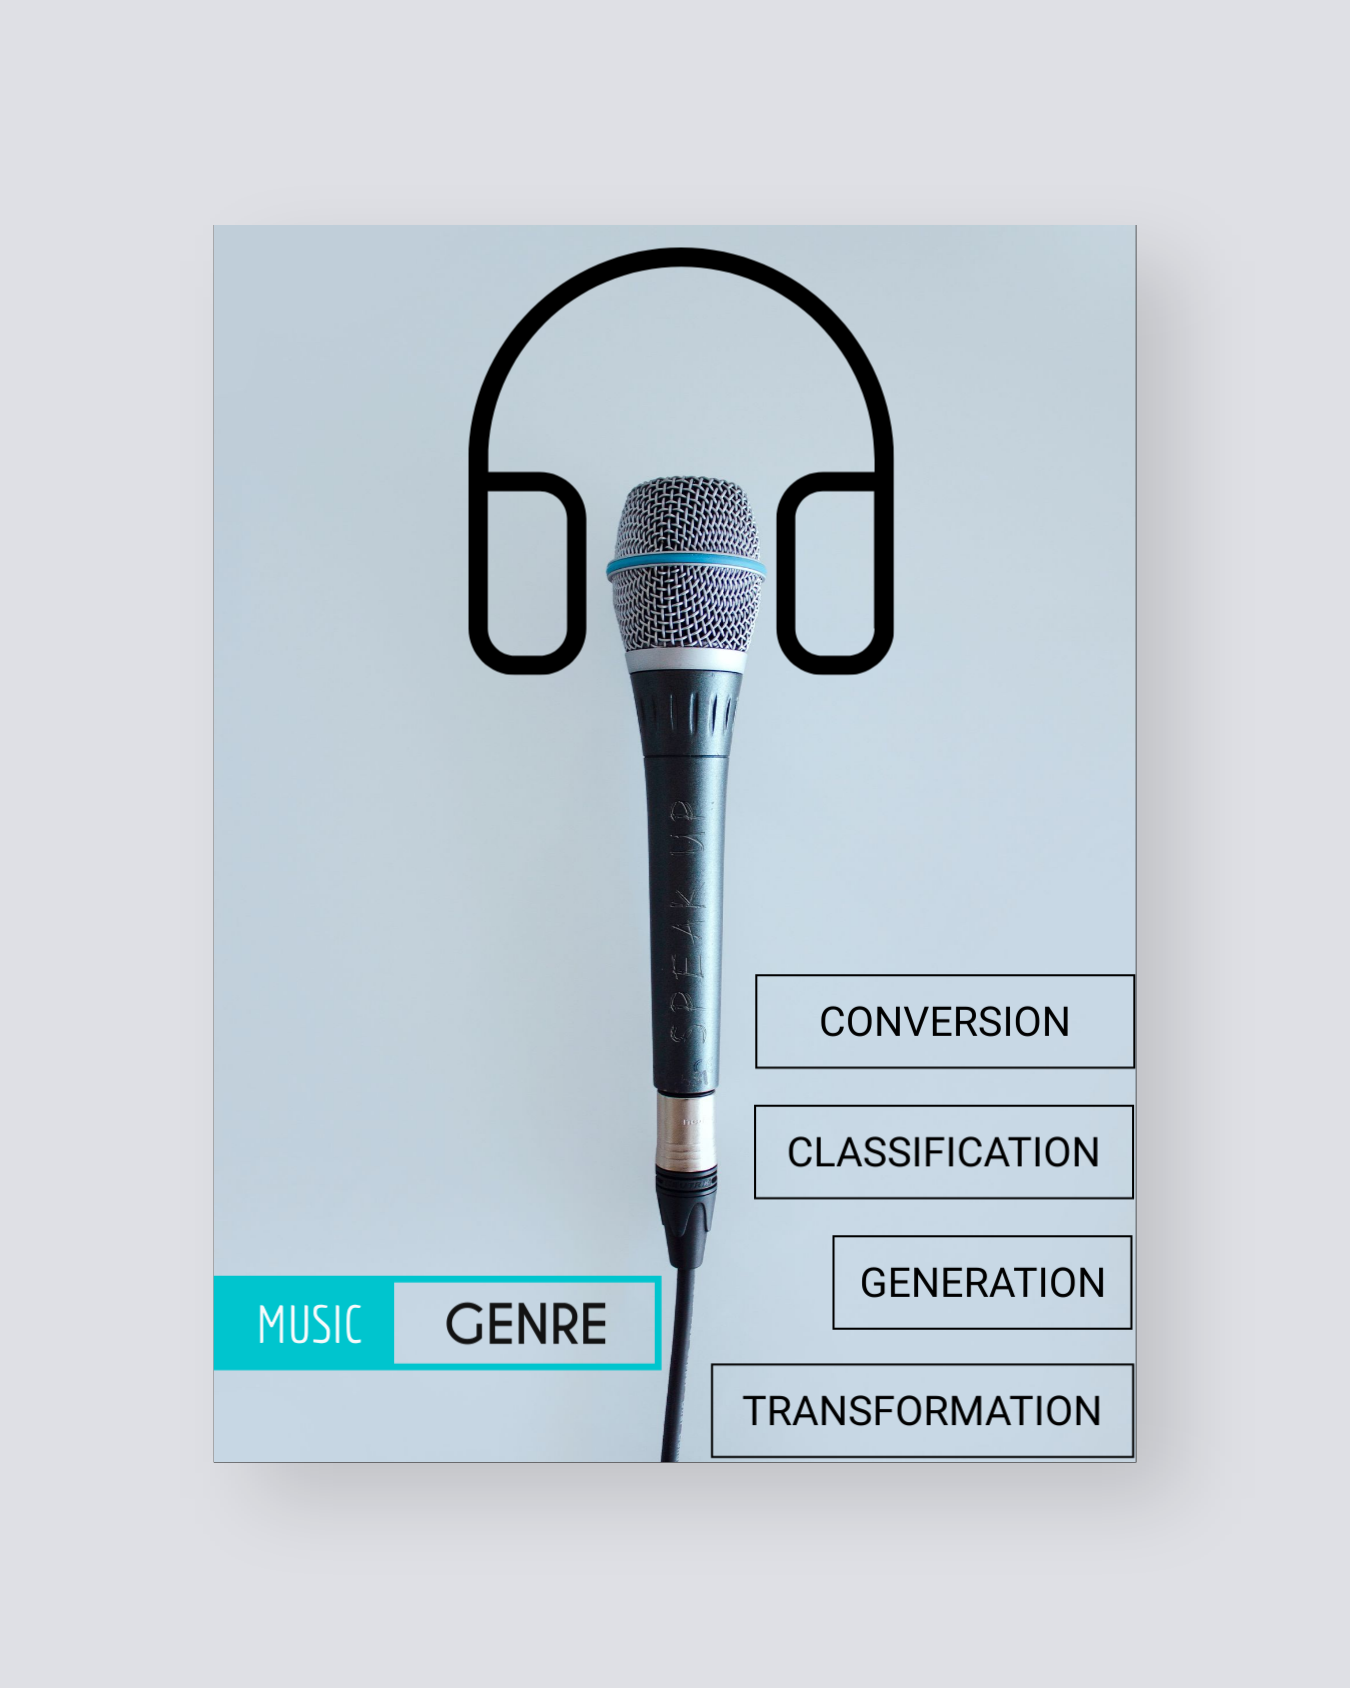 SPEAK UP
CONVERSION
CLASSIFICATION
GENERATION
MUSIC GENRE
TRANSFORMATION